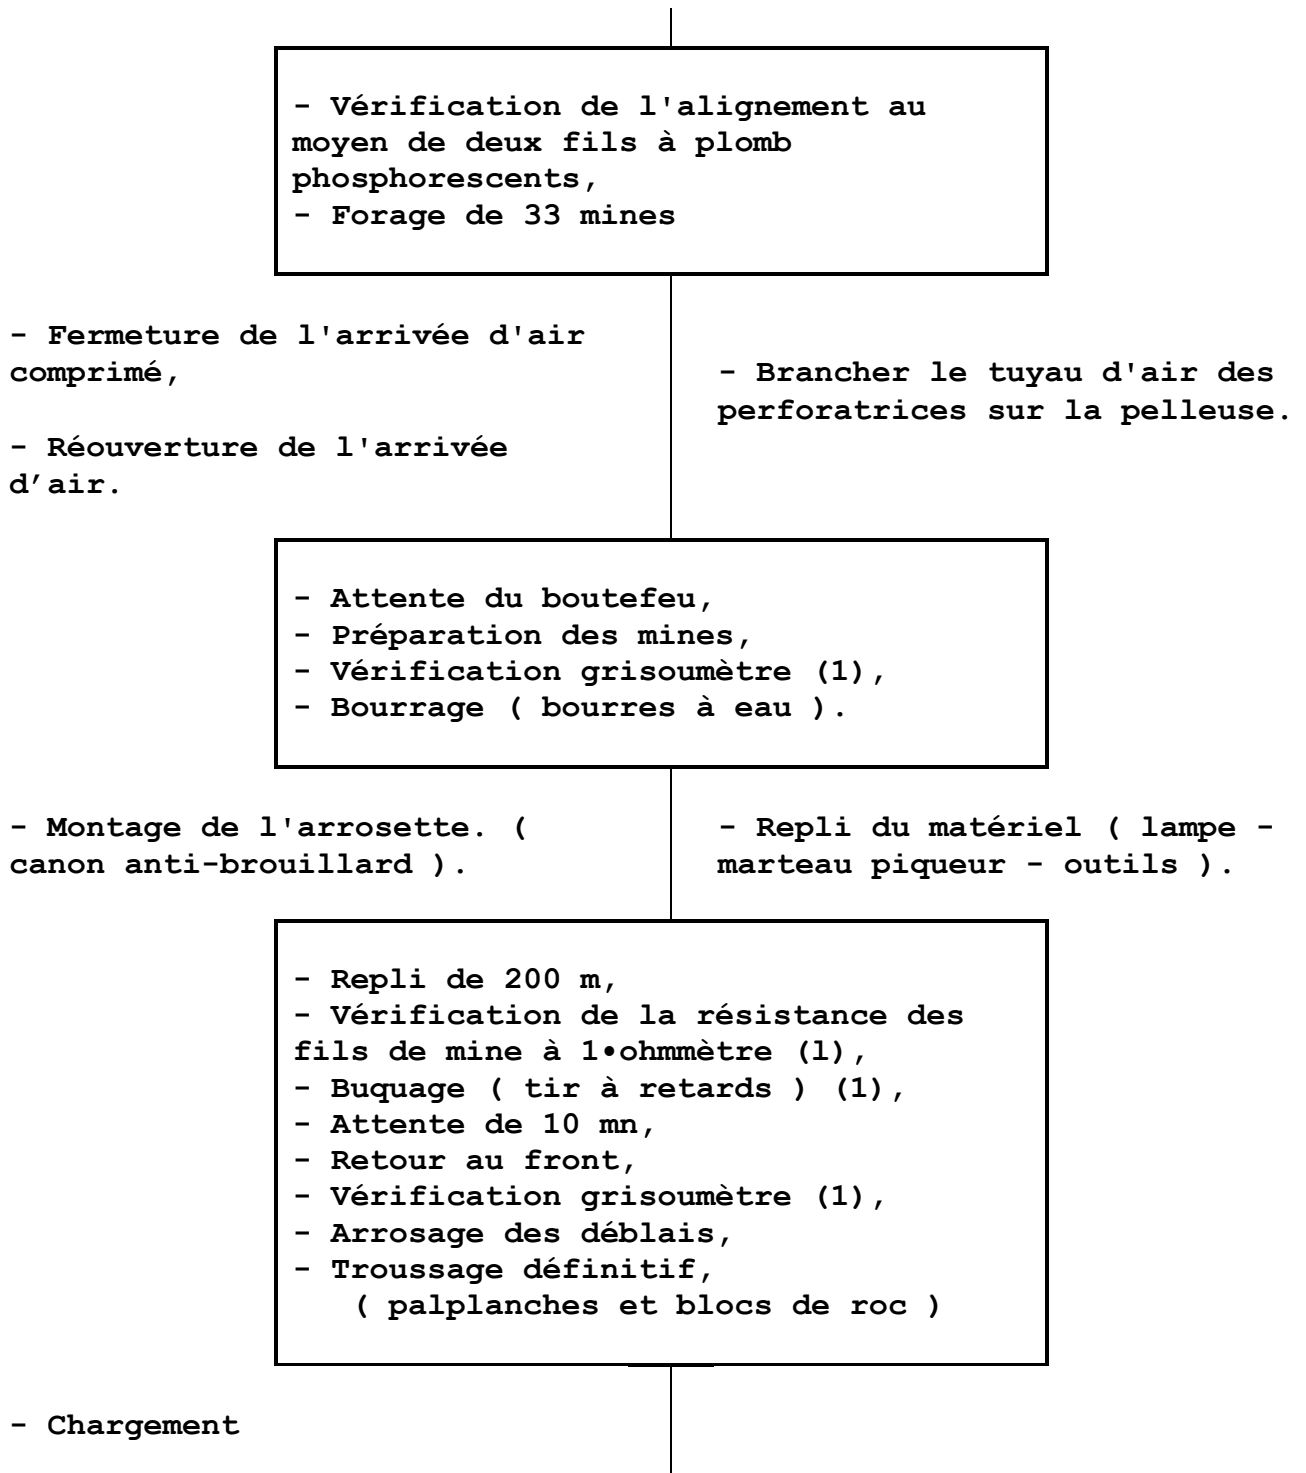 - Vérification de l'alignement au
moyen de deux fils à plomb
phosphorescents,
- Forage de 33 mines
- Fermeture de l'arrivée d'air
comprimé,
- Réouverture de l'arrivée
d’air.
- Brancher le tuyau d'air des
perforatrices sur la pelleuse.
- Attente du boutefeu,
- Préparation des mines,
- Vérification grisoumètre (1),
- Bourrage ( bourres à eau ).
- Montage de l'arrosette. (
canon anti-brouillard ).
- Repli du matériel ( lampe -
marteau piqueur - outils ).
- Repli de 200 m,
- Vérification de la résistance des
fils de mine à 1•ohmmètre (l),
- Buquage ( tir à retards ) (1),
- Attente de 10 mn,
- Retour au front,
- Vérification grisoumètre (1),
- Arrosage des déblais,
- Troussage définitif,
( palplanches et blocs de roc )
- Chargement